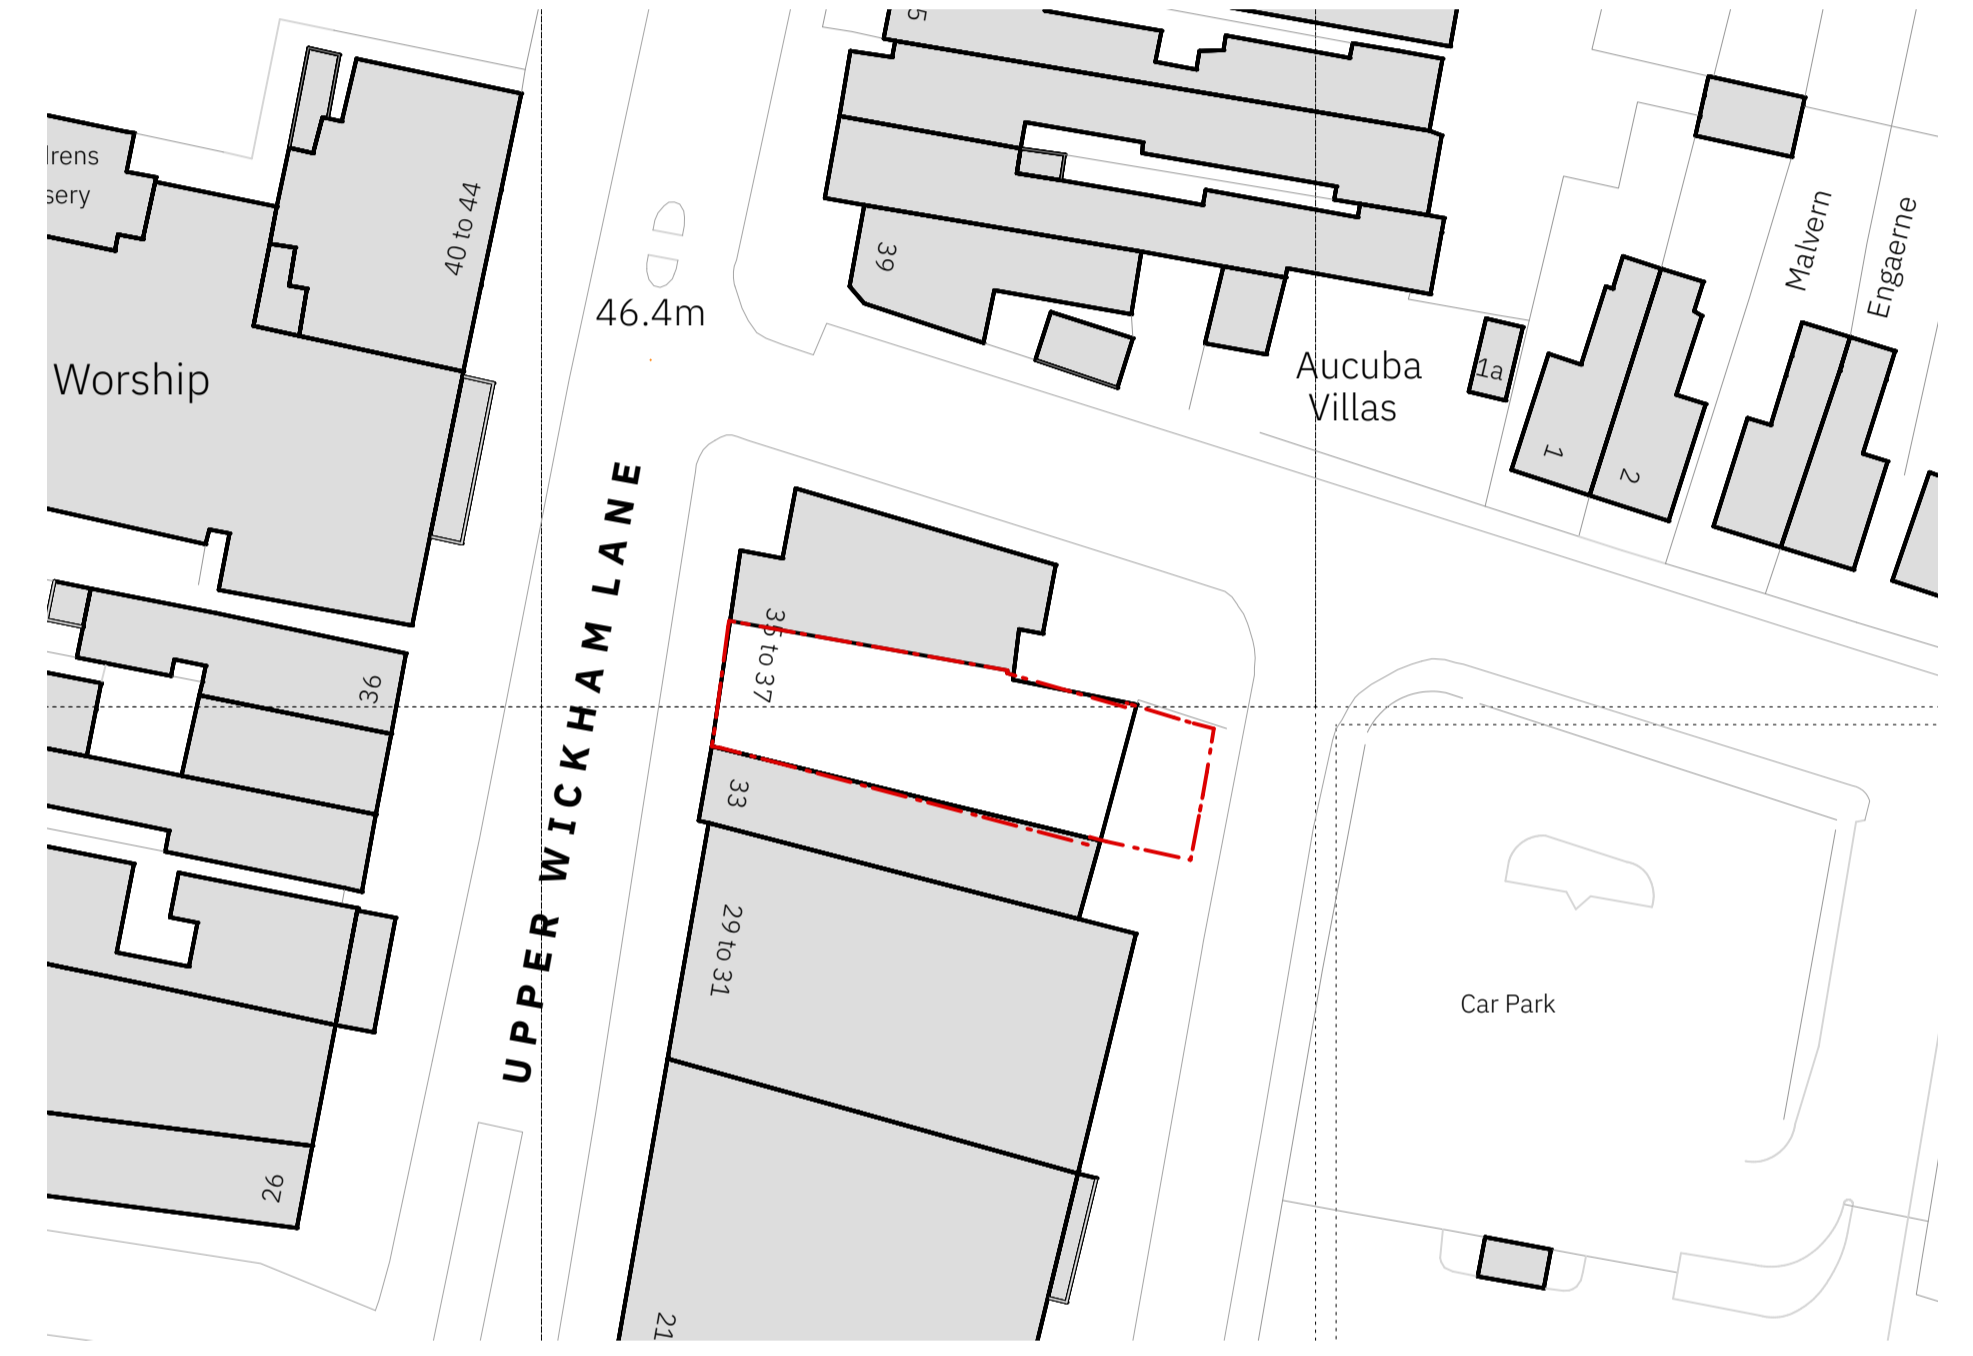 5
lrens
sery
40 to 44
39
46.4m
Malvern
Engaerne
Worship
Aucuba
Villas
1a
1
2
UPPER WICKHAM LANE
35 to 37
36
33
29 to 31
Car Park
26
21